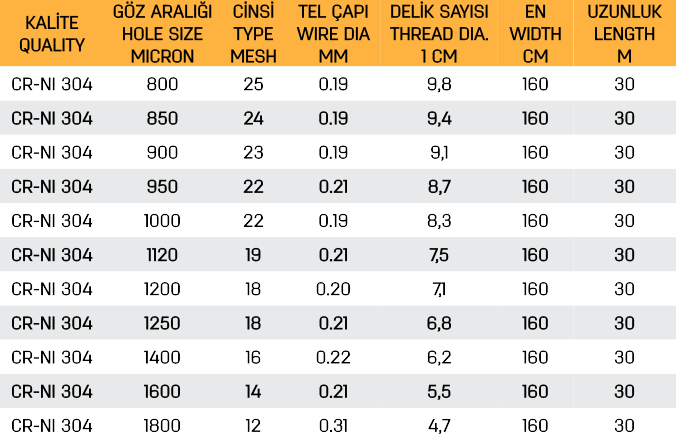 KALİTE QUALITY GÖZ ARALIĞI HOLE SIZE MICRON CİNSİ TYPE MESH TEL ÇAPI WIRE DIA MM DELİK SAYISI THREAD DIA. 1 CM EN WIDTH CM UZUNLUK LENGTH M
CR-NI 304 800 25 0.19 9,8 160 30
CR-NI 304 850 24 0.19 9,4 160 30
CR-NI 304 900 23 0.19 9,1 160 30
CR-NI 304 950 22 0.21 8,7 160 30
CR-NI 304 1000 22 0.19 8,3 160 30
CR-NI 304 1120 19 0.21 7,5 160 30
CR-NI 304 1200 18 0.20 7,1 160 30
CR-NI 304 1250 18 0.21 6,8 160 30
CR-NI 304 1400 16 0.22 6,2 160 30
CR-NI 304 1600 14 0.21 5,5 160 30
CR-NI 304 1800 12 0.31 4,7 160 30